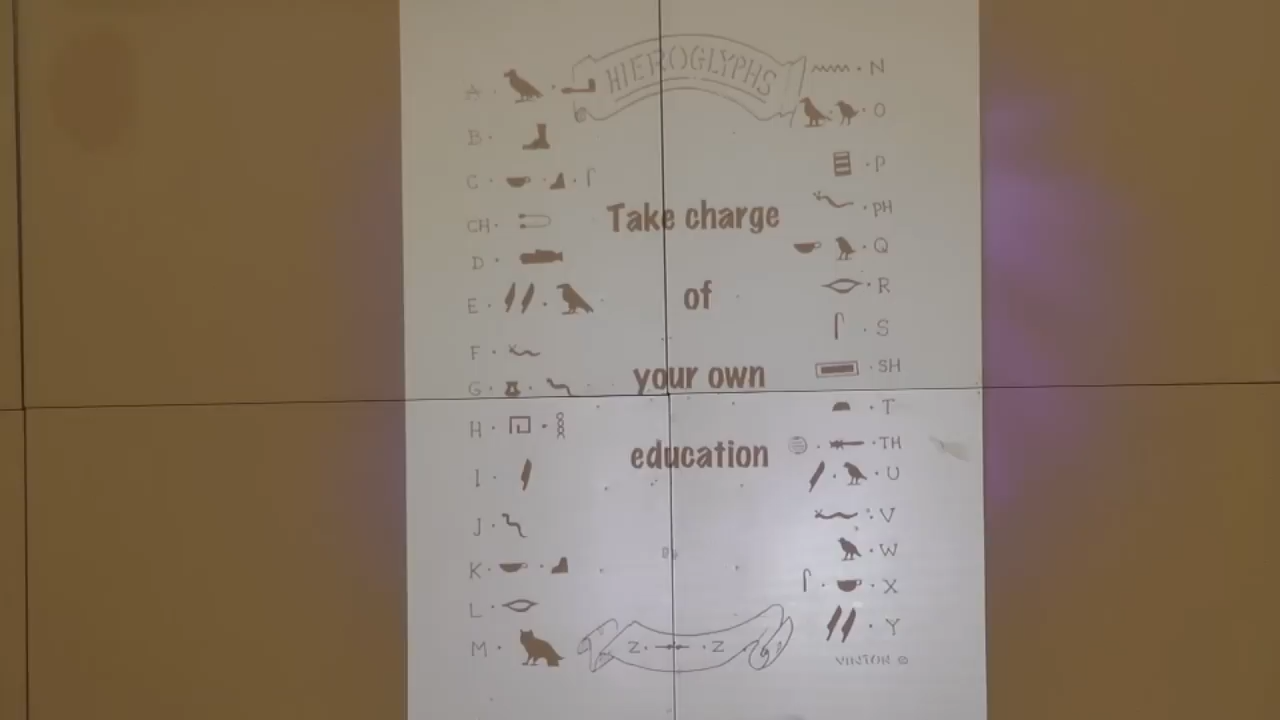 HIEROGLYPHS
A
B
C
CH
D
E
F
G
H
I
J
K
L
M
Take charge
of
your own
education
N
O
P
PH
Q
R
S
SH
T
TH
U
V
W
X
Y
Z Z
VINTON ©